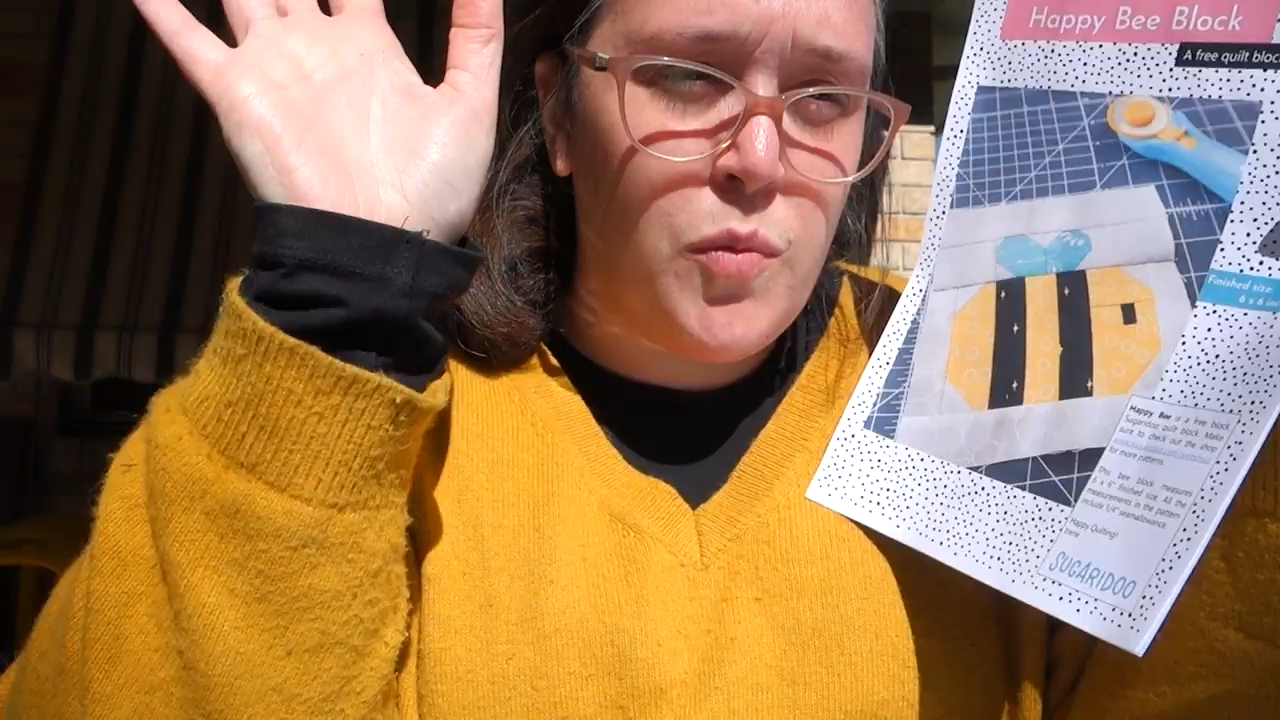 Happy Bee Block
A free quilt bloc
Finished size
6 x 6 in
Happy Bee is a free block
Sugaridoo quilt block. Make
sure to check out the shop
for more patterns.
This bee block measures
6 x 6" finished size. All the
measurements in the pattern
include 1/4" seamallowance.
Happy Quilting!
Irene
SUGARIDOO